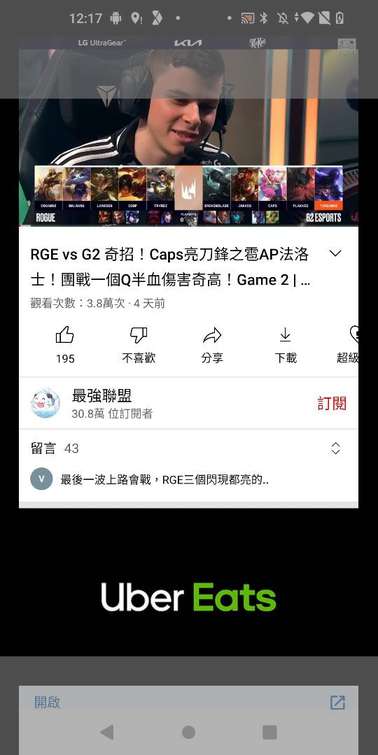 12:17
LG UltraGear
KIA
ROGUE
G2 ESPORTS
RGE vs G2 奇招！Caps亮刀鋒之雹AP法洛
士！團戰一個Q半血傷害奇高！Game 2 | ...
觀看次數：3.8萬次 · 4 天前
195 不喜歡 分享 下載 超級
最強聯盟
訂閱
30.8萬 位訂閱者
留言 43
V 最後一波上路會戰，RGE三個閃現都亮的..
Uber Eats
開啟